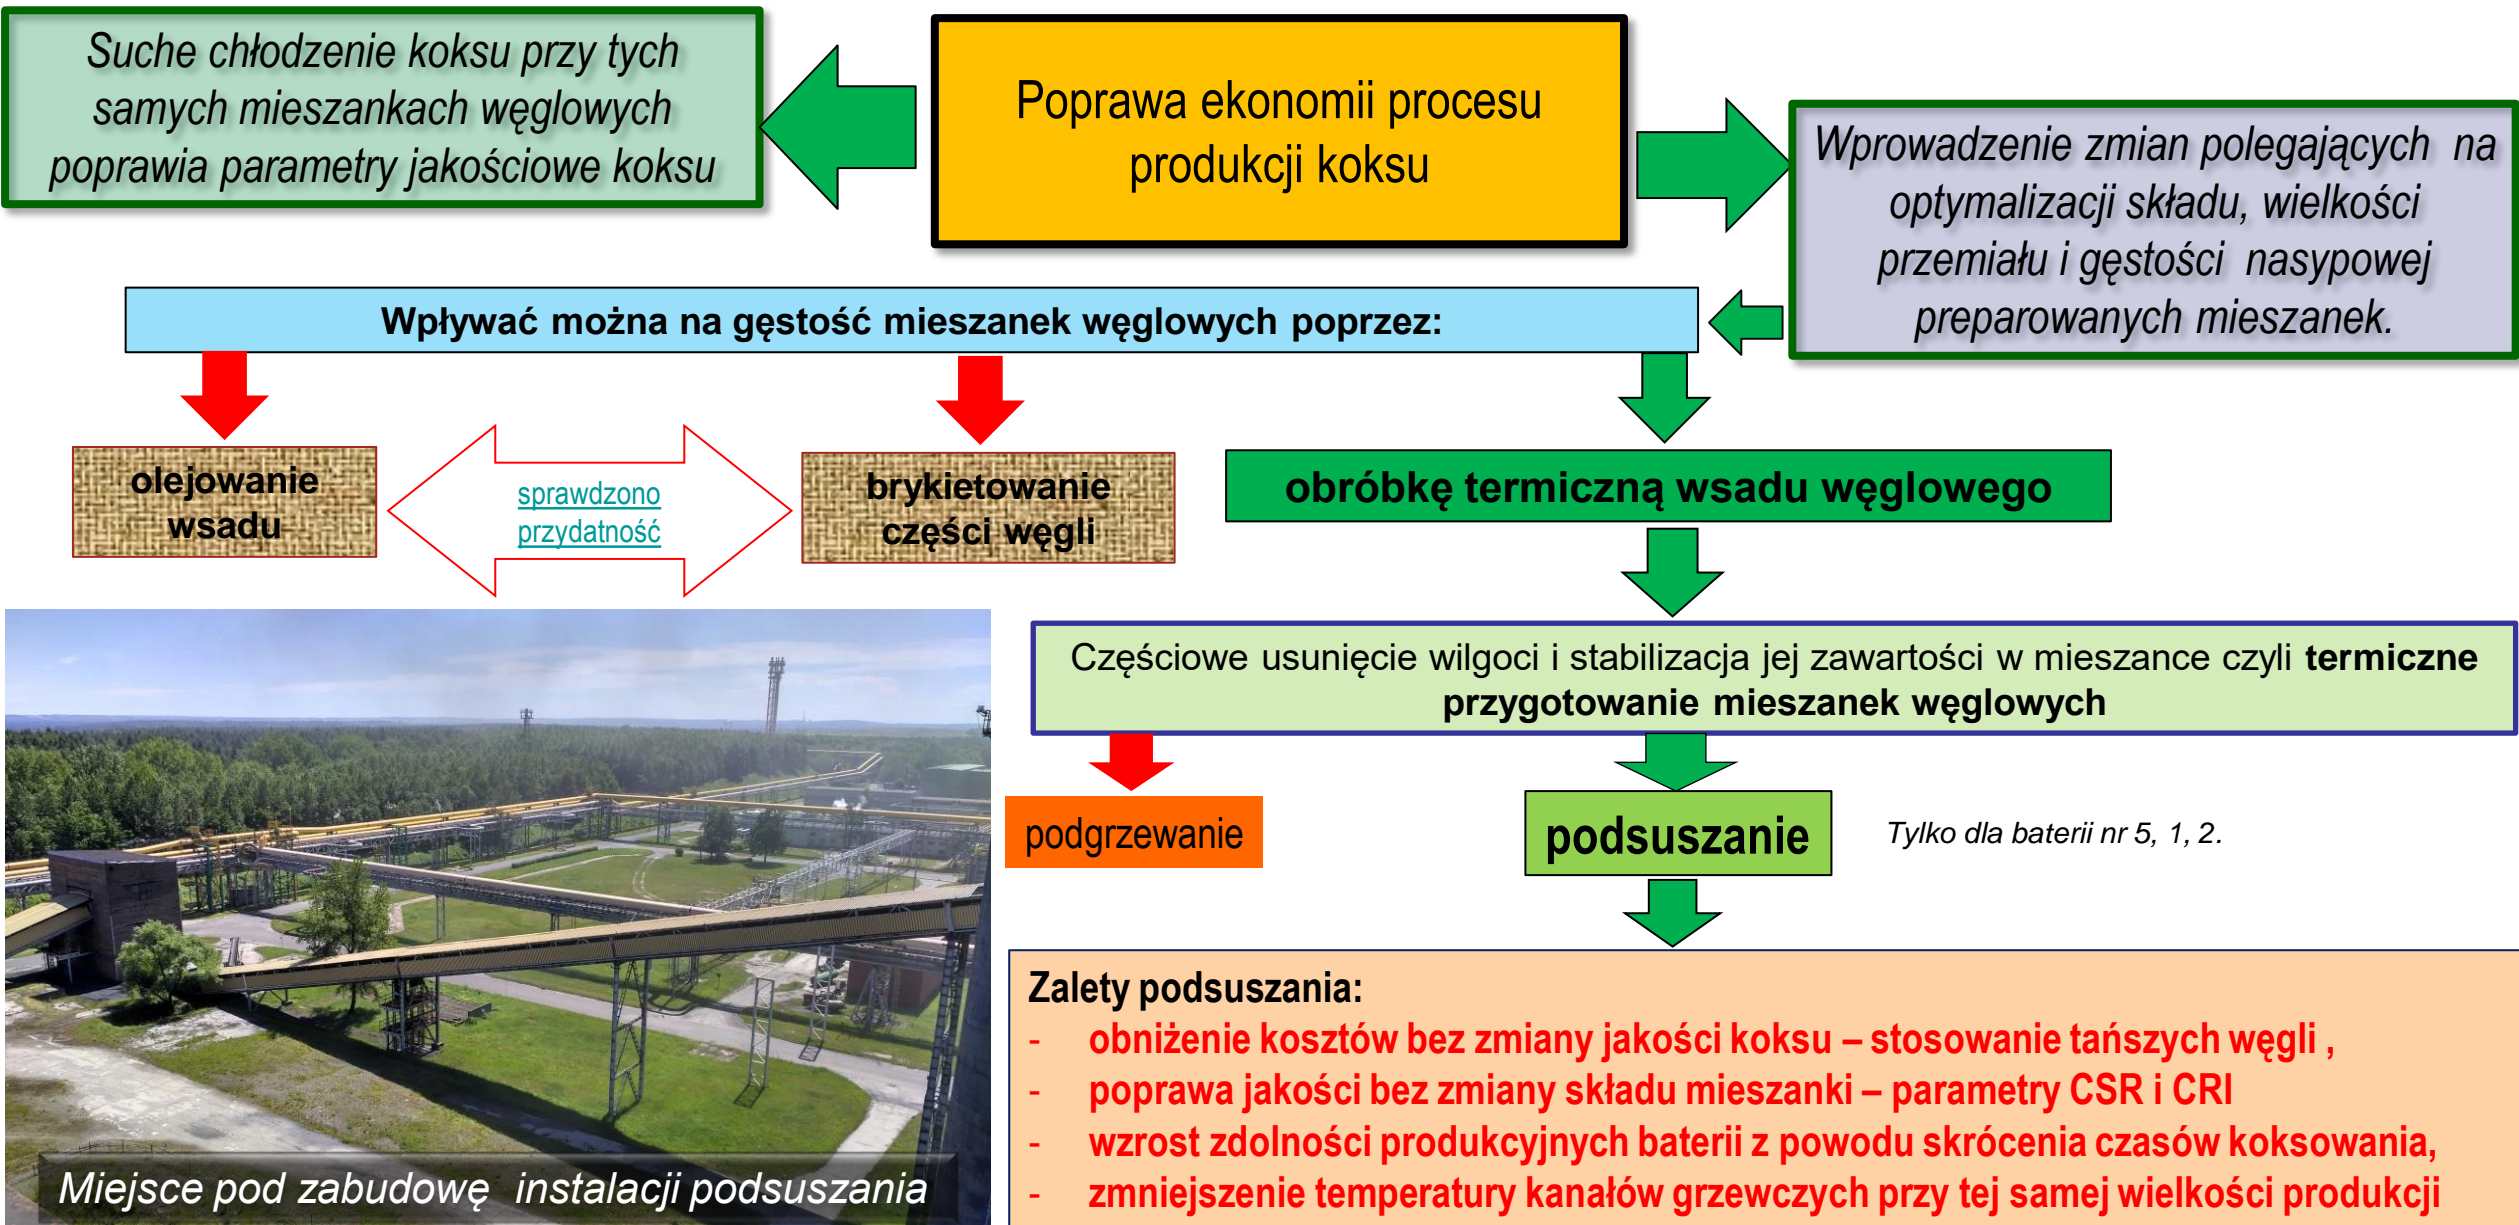 Suche chłodzenie koksu przy tych
samych mieszankach węglowych
poprawia parametry jakościowe koksu
Poprawa ekonomii procesu
produkcji koksu
Wprowadzenie zmian polegających na
optymalizacji składu, wielkości
przemiału i gęstości nasypowej
preparowanych mieszanek.
Wpływać można na gęstość mieszanek węglowych poprzez:
olejowanie
wsadu
sprawdzono
przydatność
brykietowanie
części węgli
obróbkę termiczną wsadu węglowego
Częściowe usunięcie wilgoci i stabilizacja jej zawartości w mieszance czyli termiczne
przygotowanie mieszanek węglowych
podgrzewanie
podsuszanie
Tylko dla baterii nr 5, 1, 2.
Zalety podsuszania:
- obniżenie kosztów bez zmiany jakości koksu – stosowanie tańszych węgli ,
- poprawa jakości bez zmiany składu mieszanki – parametry CSR i CRI
- wzrost zdolności produkcyjnych baterii z powodu skrócenia czasów koksowania,
- zmniejszenie temperatury kanałów grzewczych przy tej samej wielkości produkcji
Miejsce pod zabudowę instalacji podsuszania